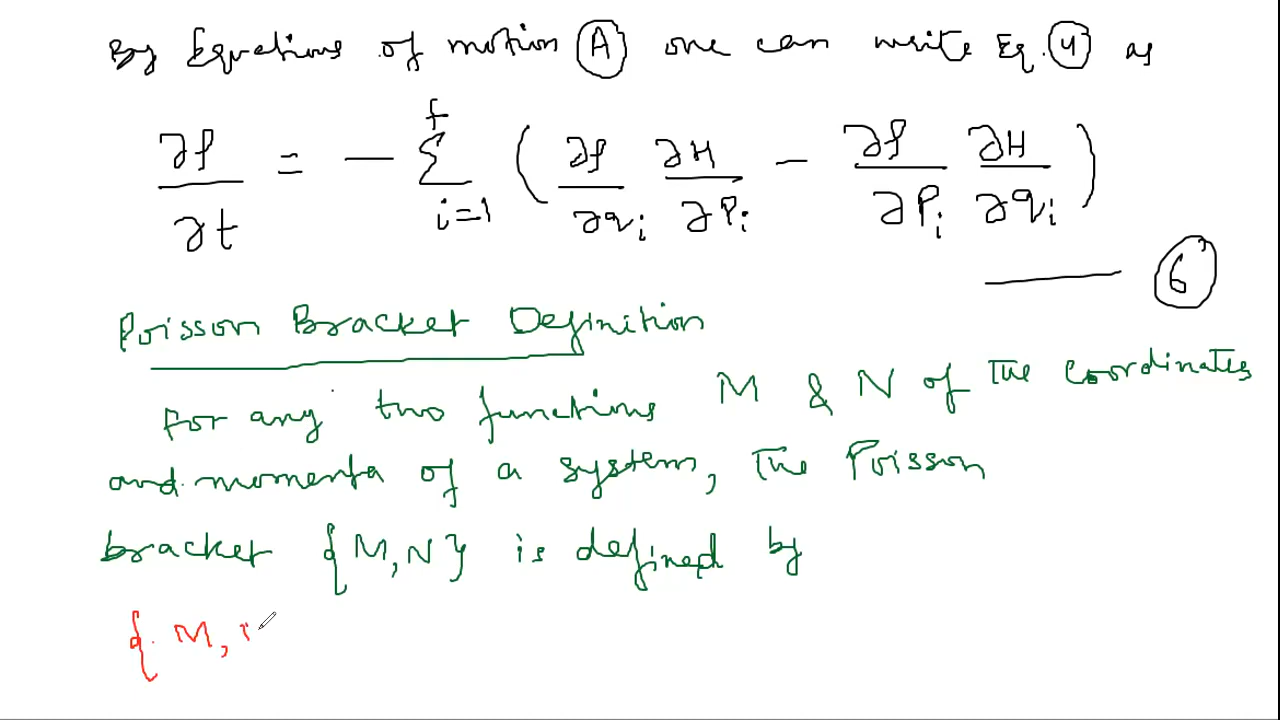 By Equations of motion (A) one can write Eq. (4) as
∂ρ/∂t = − Σ_{i=1}^{f} ( ∂ρ/∂q_i ∂H/∂P_i − ∂ρ/∂P_i ∂H/∂q_i )
—— (6)
Poisson Bracket Definition
For any two functions M & N of the coordinates
and momenta of a system, the Poisson
bracket {M,N} is defined by
{ M,